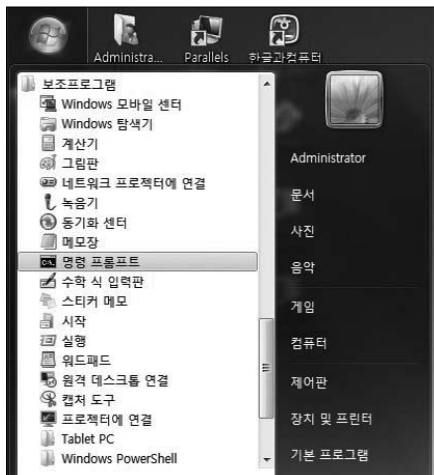 Administra...
Parallels
한글과컴퓨터
보조프로그램
Windows 모바일 센터
Windows 탐색기
계산기
그림판
네트워크 프로젝터에 연결
녹음기
동기화 센터
메모장
명령 프롬프트
수학 식 입력판
스티커 메모
시작
실행
워드패드
원격 데스크톱 연결
캡처 도구
프로젝터에 연결
Tablet PC
Windows PowerShell
Administrator
문서
사진
음악
게임
컴퓨터
제어판
장치 및 프린터
기본 프로그램